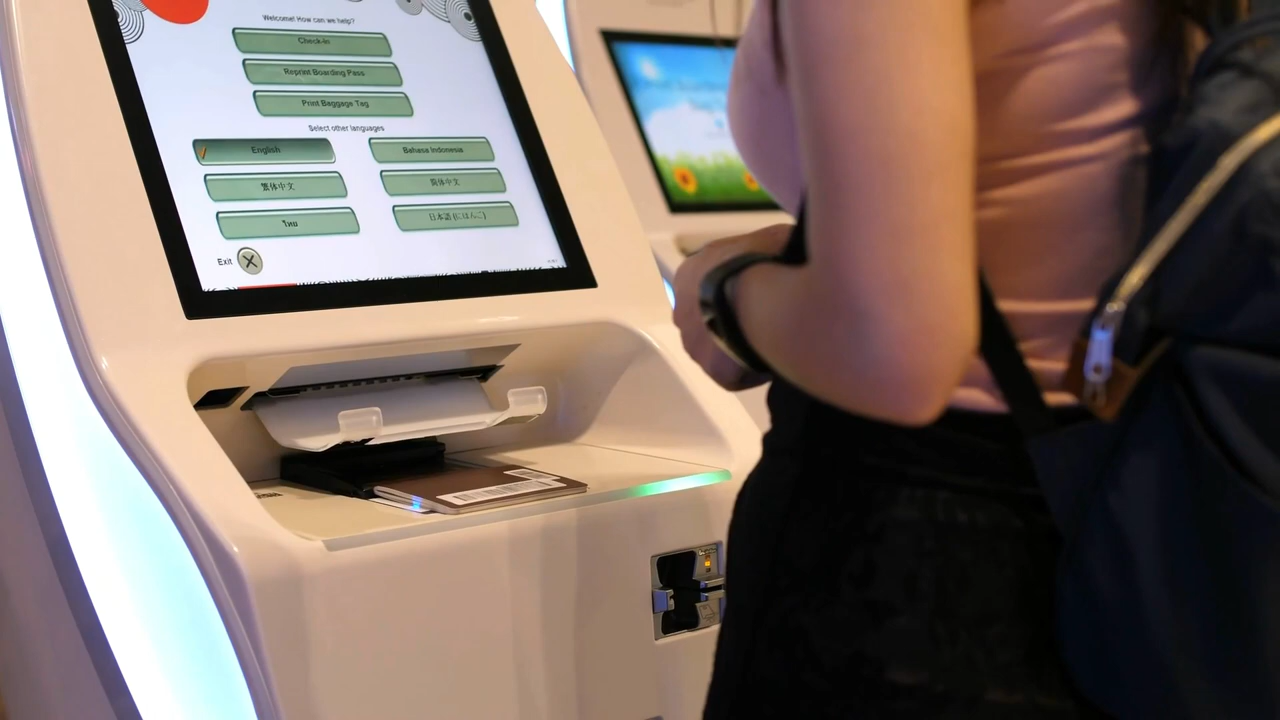 Welcome! How can we help?
Check-in
Reprint Boarding Pass
Print Baggage Tag
Select other languages
English
Bahasa Indonesia
繁体中文
简体中文
ไทย
日本語 (にほんご)
Exit